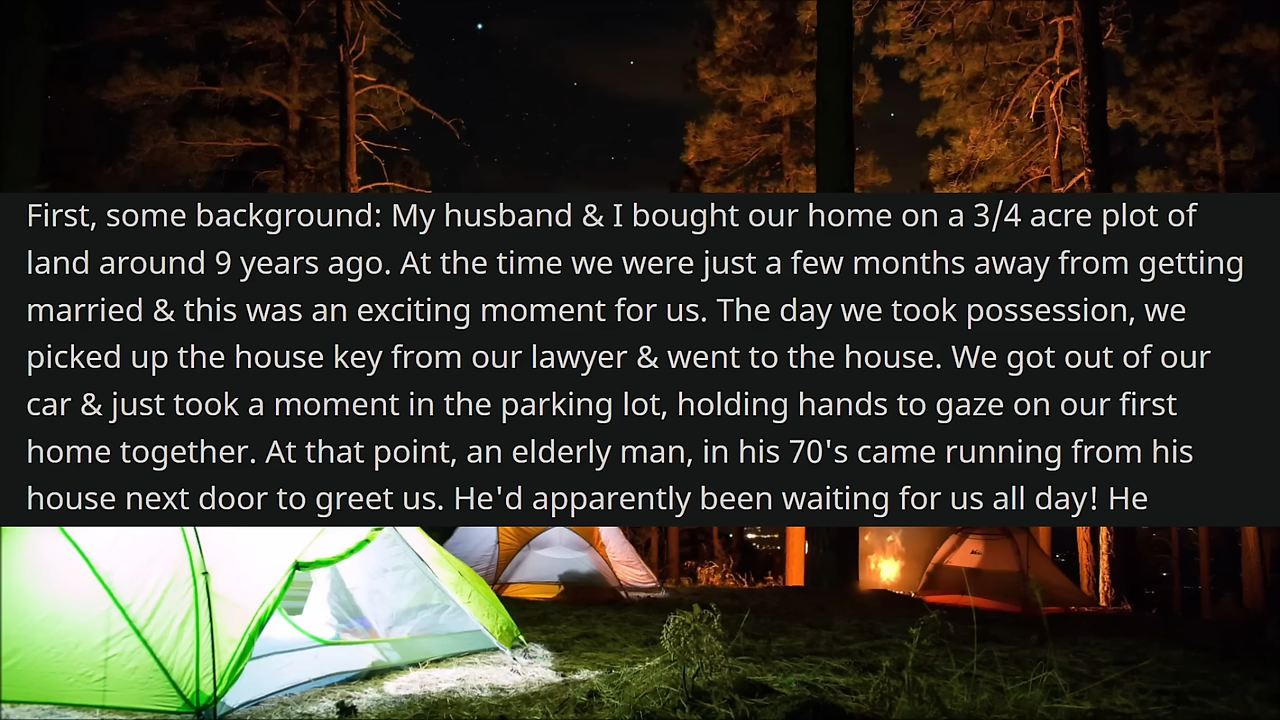 First, some background: My husband & I bought our home on a 3/4 acre plot of
land around 9 years ago. At the time we were just a few months away from getting
married & this was an exciting moment for us. The day we took possession, we
picked up the house key from our lawyer & went to the house. We got out of our
car & just took a moment in the parking lot, holding hands to gaze on our first
home together. At that point, an elderly man, in his 70's came running from his
house next door to greet us. He'd apparently been waiting for us all day! He